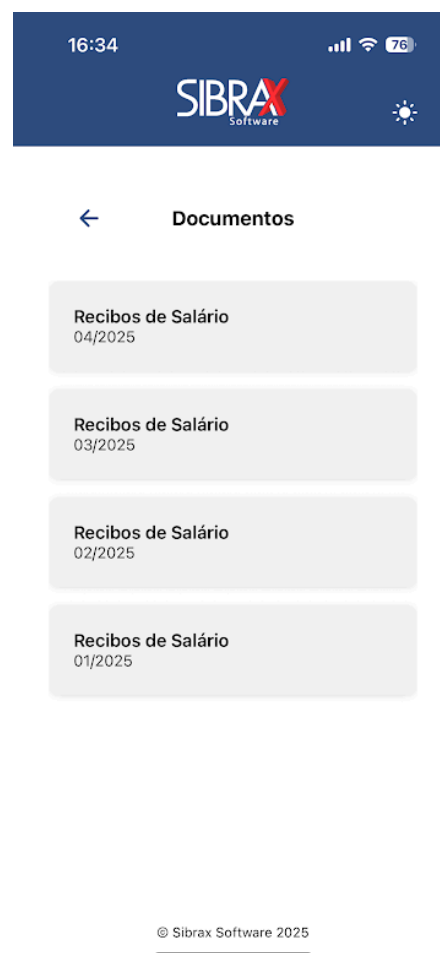 16:34
76
SIBRAX
Software
Documentos
Recibos de Salário
04/2025
Recibos de Salário
03/2025
Recibos de Salário
02/2025
Recibos de Salário
01/2025
© Sibrax Software 2025